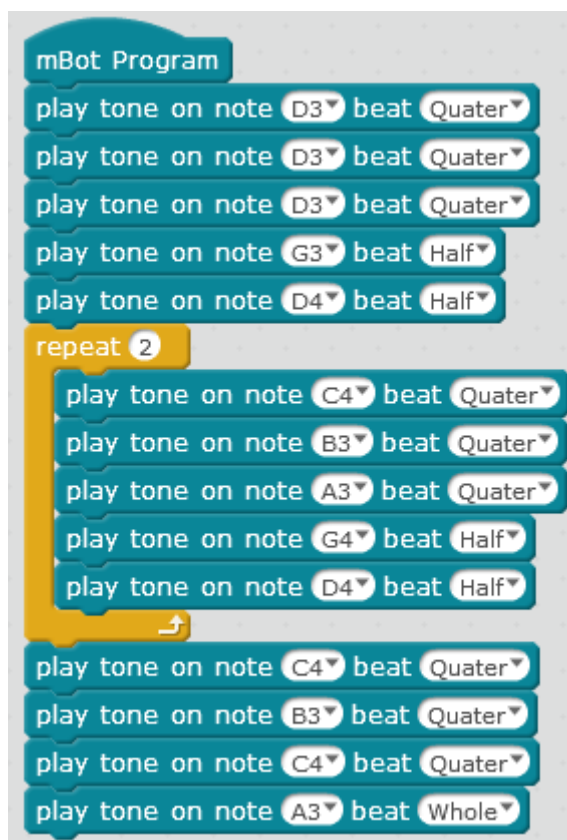 mBot Program
play tone on note D3 beat Quater
play tone on note D3 beat Quater
play tone on note D3 beat Quater
play tone on note G3 beat Half
play tone on note D4 beat Half
repeat 2
play tone on note C4 beat Quater
play tone on note B3 beat Quater
play tone on note A3 beat Quater
play tone on note G4 beat Half
play tone on note D4 beat Half
play tone on note C4 beat Quater
play tone on note B3 beat Quater
play tone on note C4 beat Quater
play tone on note A3 beat Whole